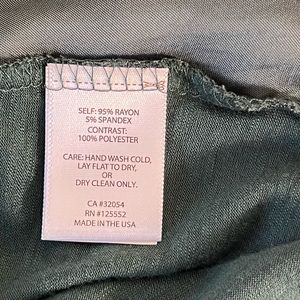 SELF: 95% RAYON
5% SPANDEX
CONTRAST:
100% POLYESTER
CARE: HAND WASH COLD,
LAY FLAT TO DRY,
OR
DRY CLEAN ONLY.
CA #32054
RN #125552
MADE IN THE USA